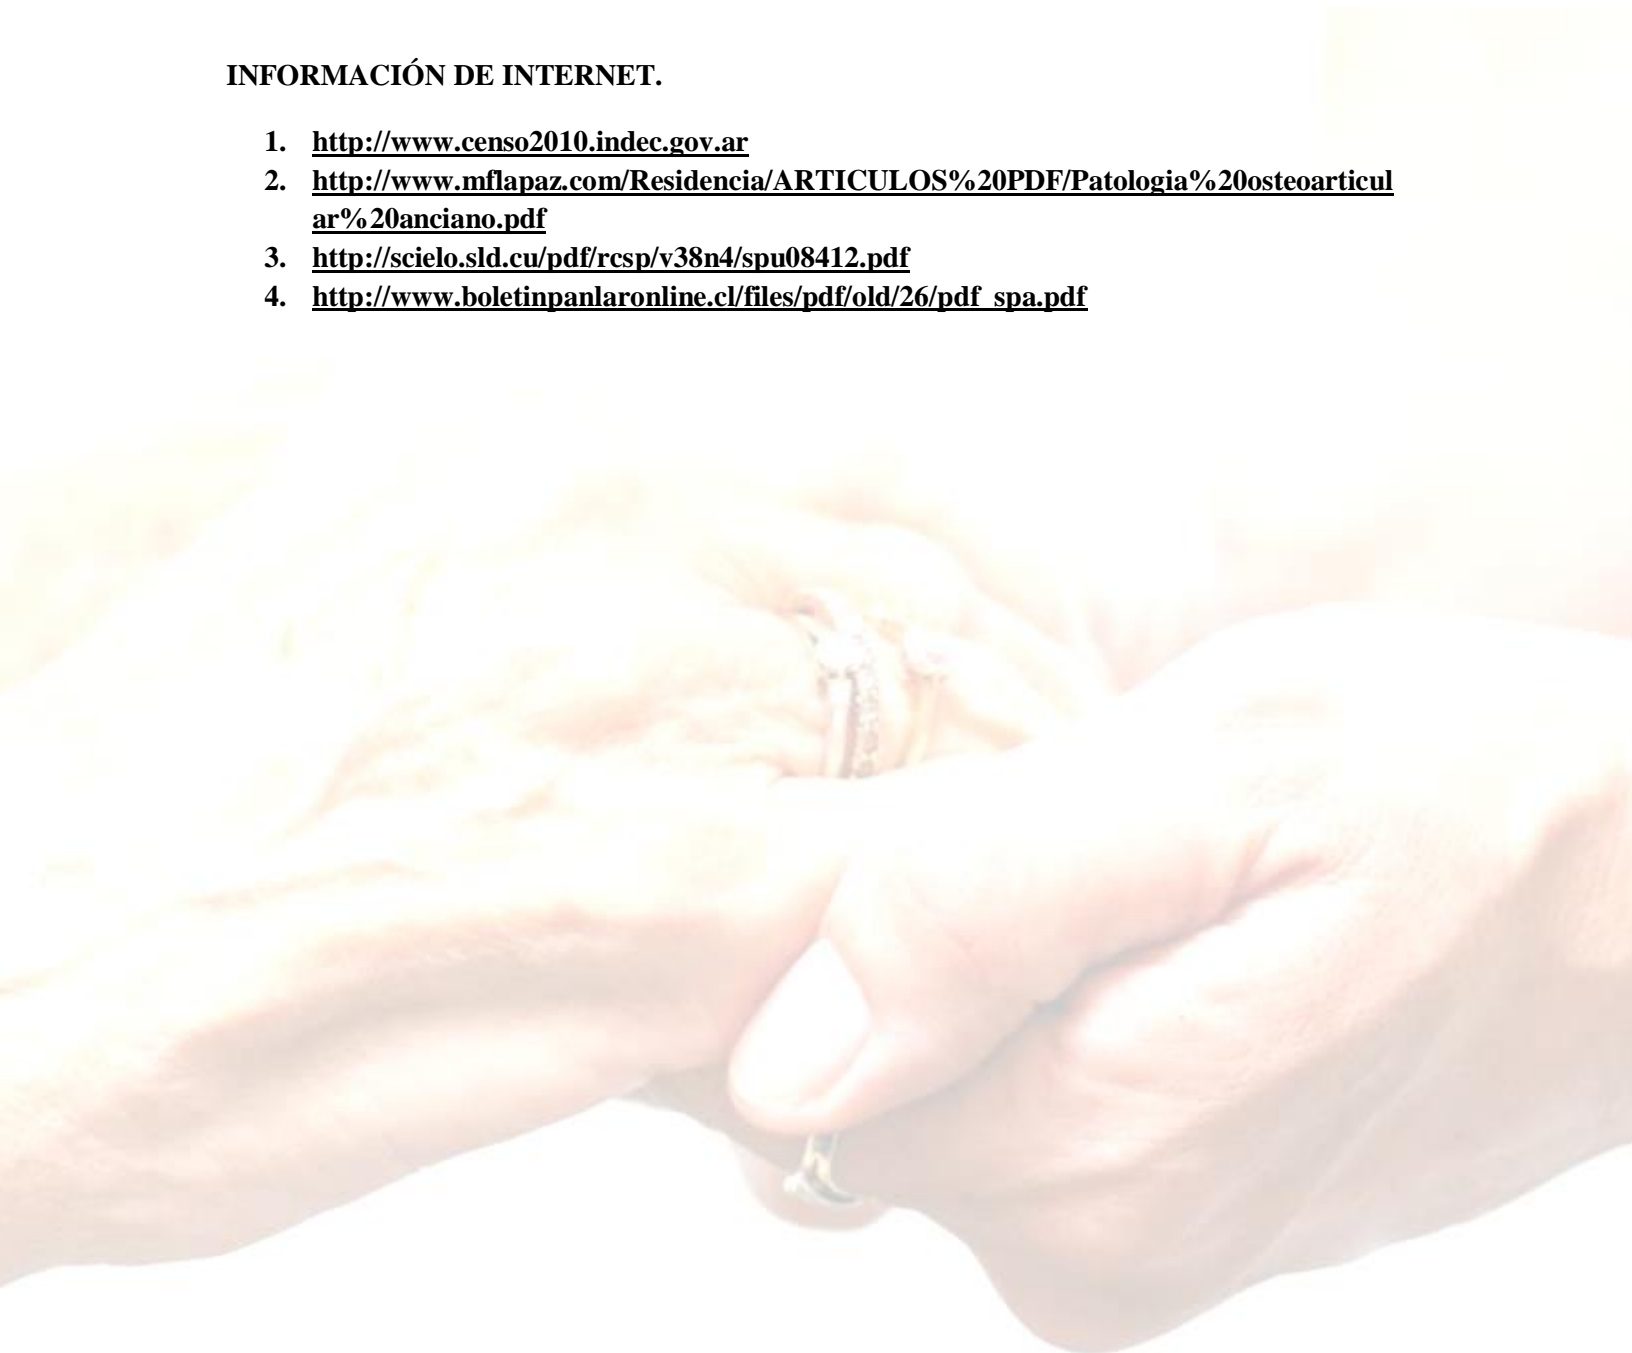 INFORMACIÓN DE INTERNET.
1. http://www.censo2010.indec.gov.ar
2. http://www.mflapaz.com/Residencia/ARTICULOS%20PDF/Patologia%20osteoarticul
ar%20anciano.pdf
3. http://scielo.sld.cu/pdf/rcsp/v38n4/spu08412.pdf
4. http://www.boletinpanlaronline.cl/files/pdf/old/26/pdf_spa.pdf